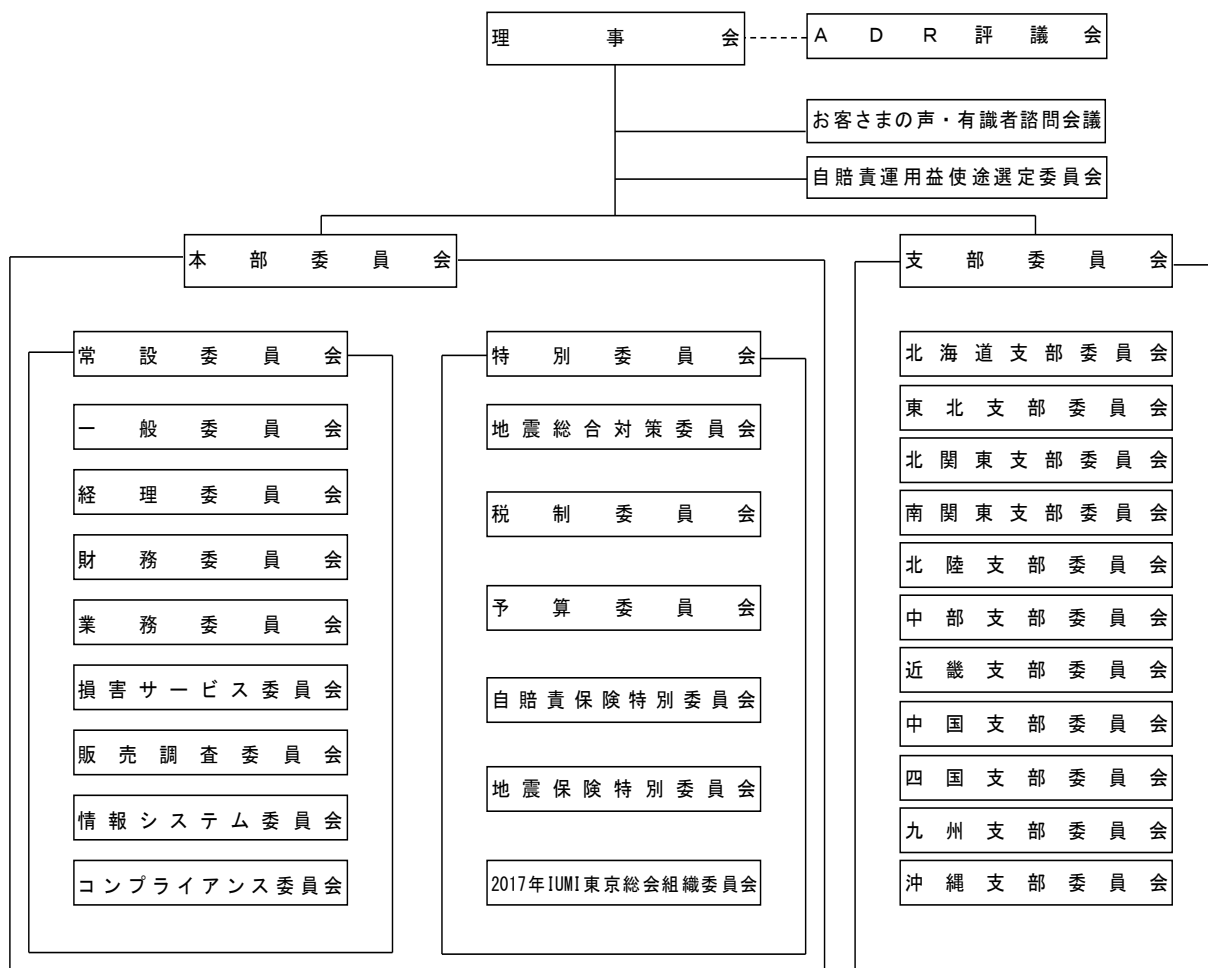 理事会
ADR評議会
お客さまの声・有識者諮問会議
自賠責運用益使途選定委員会
本部委員会
支部委員会
常設委員会
一般委員会
経理委員会
財務委員会
業務委員会
損害サービス委員会
販売調査委員会
情報システム委員会
コンプライアンス委員会
特別委員会
地震総合対策委員会
税制委員会
予算委員会
自賠責保険特別委員会
地震保険特別委員会
2017年IUMI東京総会組織委員会
北海道支部委員会
東北支部委員会
北関東支部委員会
南関東支部委員会
北陸支部委員会
中部支部委員会
近畿支部委員会
中国支部委員会
四国支部委員会
九州支部委員会
沖縄支部委員会